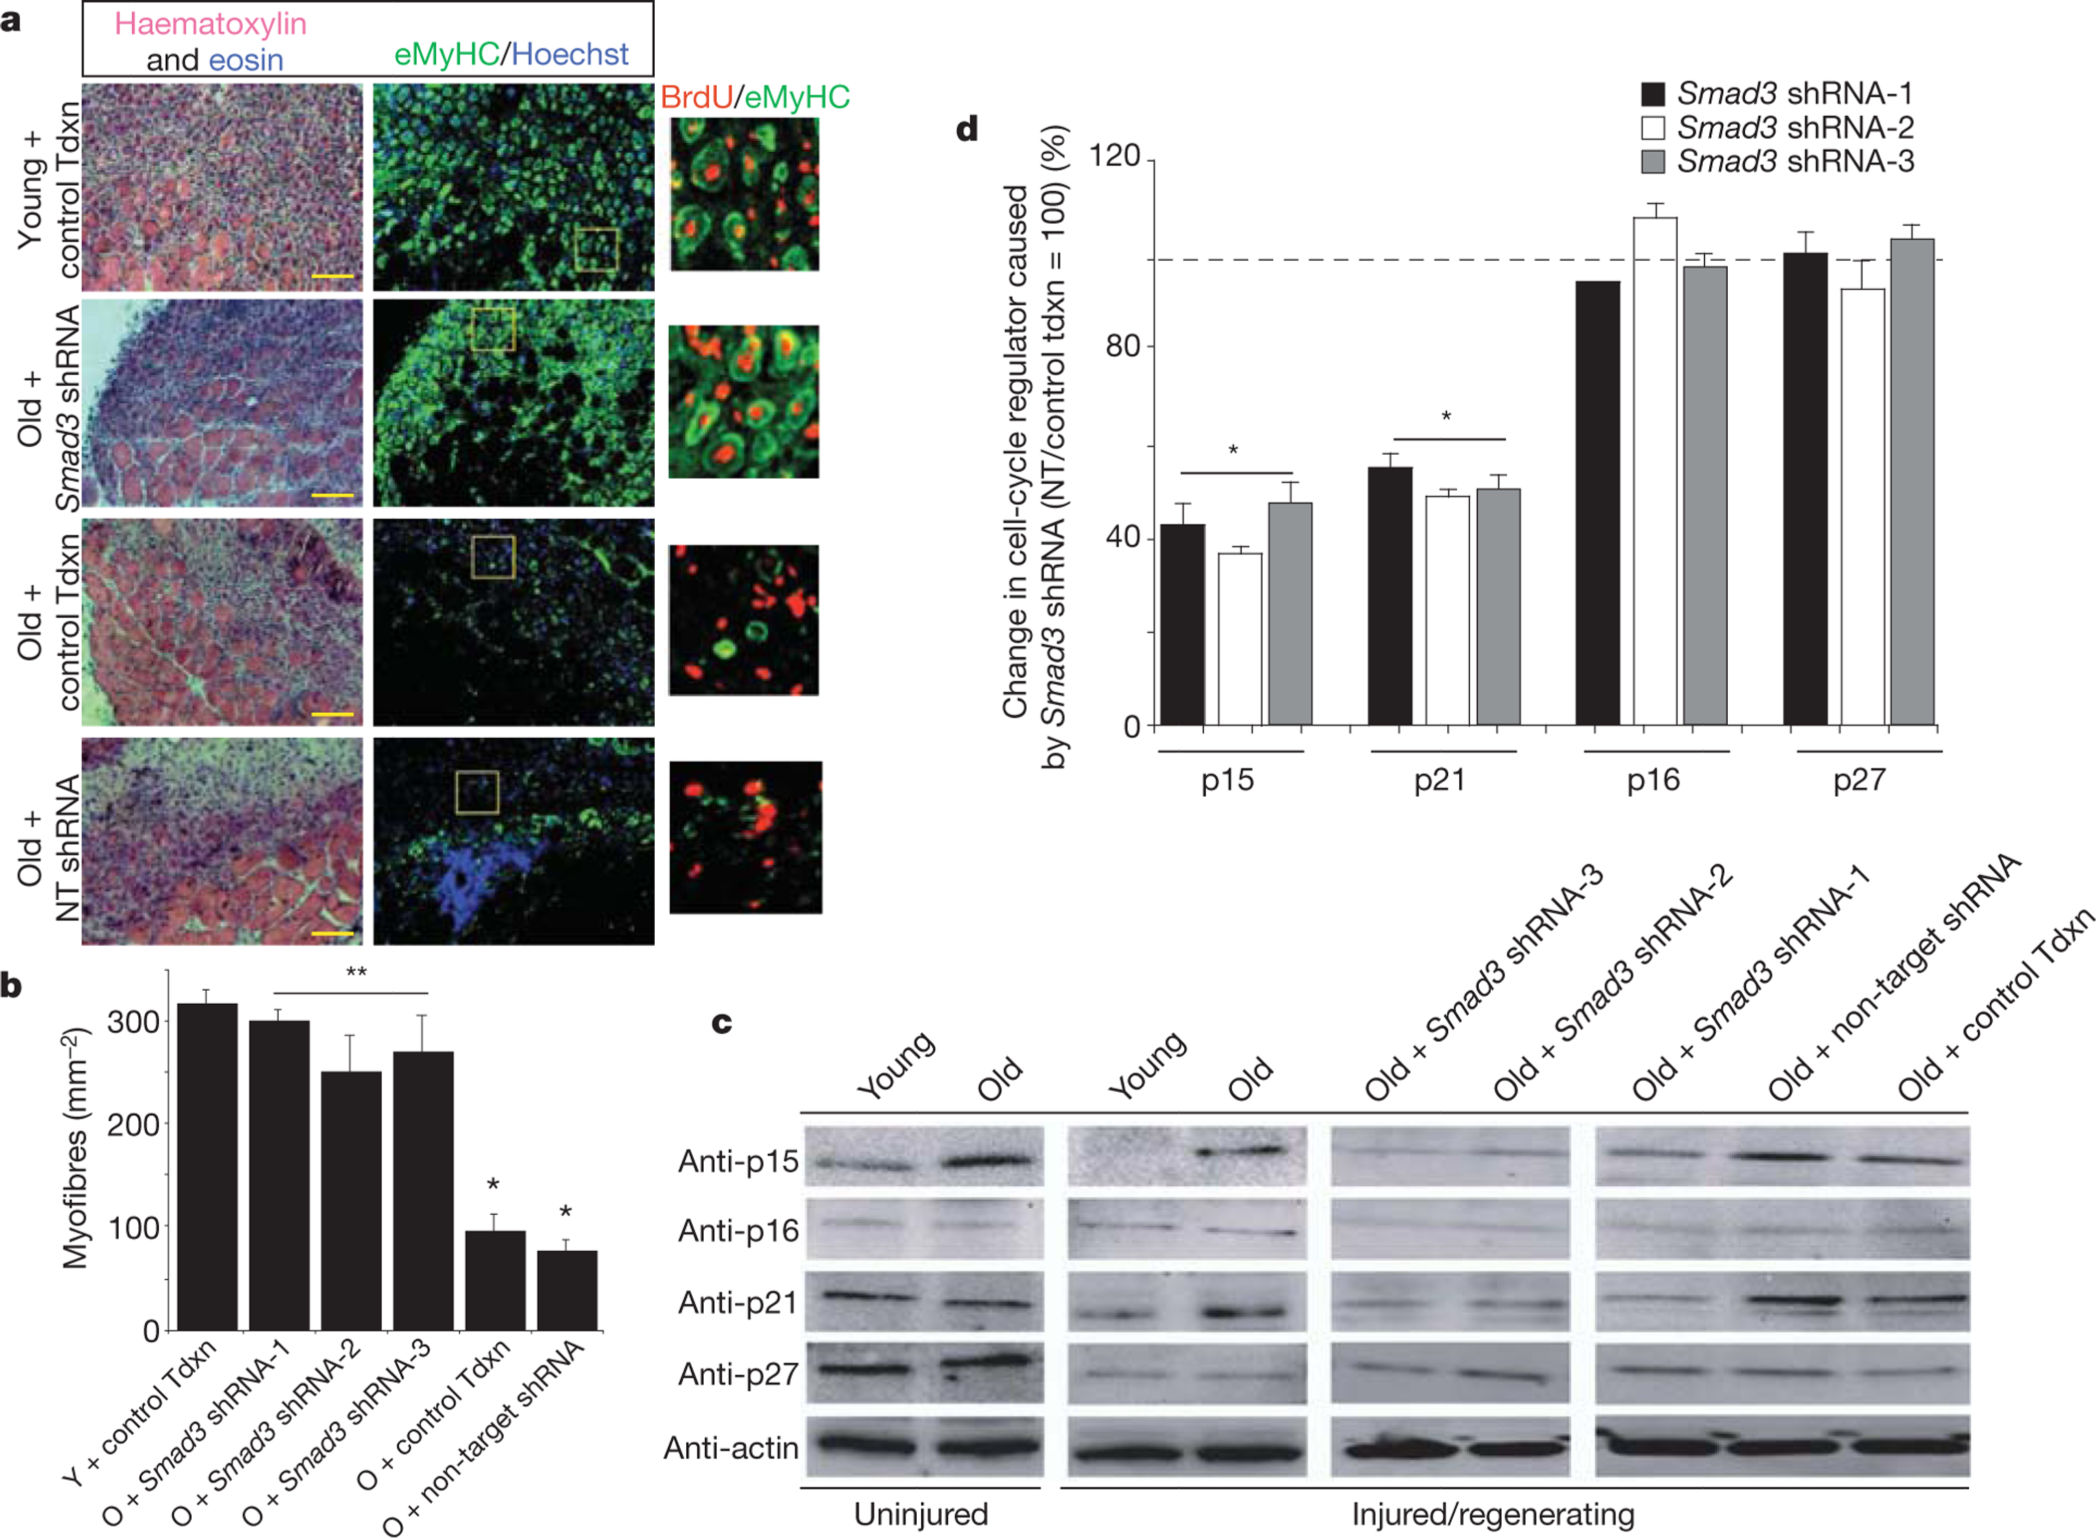 a
Haematoxylin
and eosin
eMyHC/Hoechst
BrdU/eMyHC
Young +
control Tdxn
Old +
Smad3 shRNA
Old +
control Tdxn
Old +
NT shRNA
b
Myofibres (mm−2)
300
200
100
0
**
*
*
Y + control Tdxn
O + Smad3 shRNA-1
O + Smad3 shRNA-2
O + Smad3 shRNA-3
O + control Tdxn
O + non-target shRNA
d
Smad3 shRNA-1
Smad3 shRNA-2
Smad3 shRNA-3
Change in cell-cycle regulator caused
by Smad3 shRNA (NT/control tdxn = 100) (%)
120
80
40
0
*
*
p15
p21
p16
p27
c
Young
Old
Young
Old
Old + Smad3 shRNA-3
Old + Smad3 shRNA-2
Old + Smad3 shRNA-1
Old + non-target shRNA
Old + control Tdxn
Anti-p15
Anti-p16
Anti-p21
Anti-p27
Anti-actin
Uninjured
Injured/regenerating